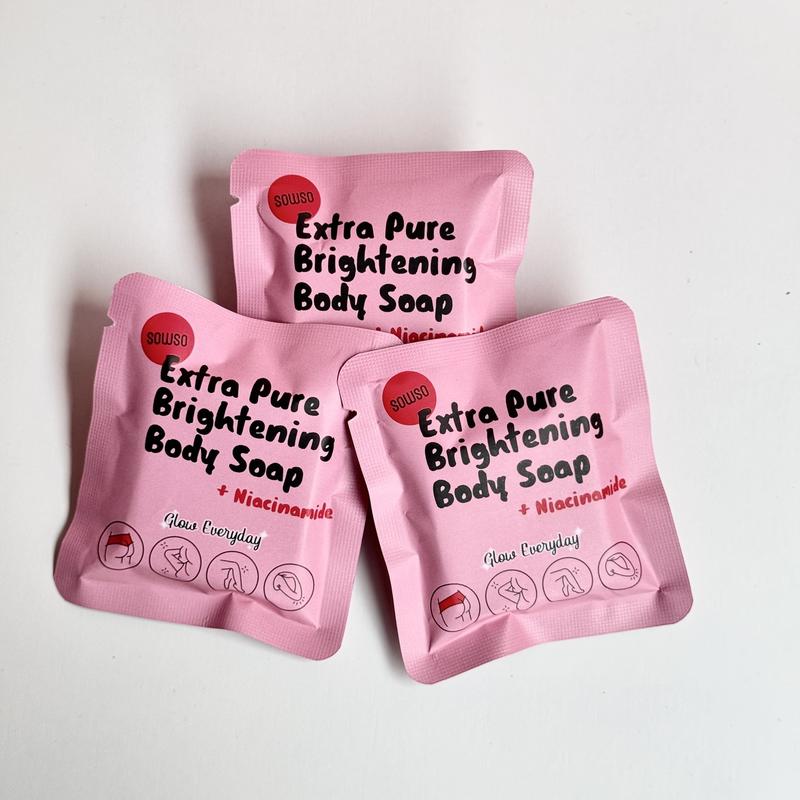 sowso
Extra Pure
Brightening
Body Soap
+ Niacinamide
sowso
Extra Pure
Brightening
Body Soap
+ Niacinamide
Glow Everyday
sowso
Extra Pure
Brightening
Body Soap
+ Niacinamide
Glow Everyday